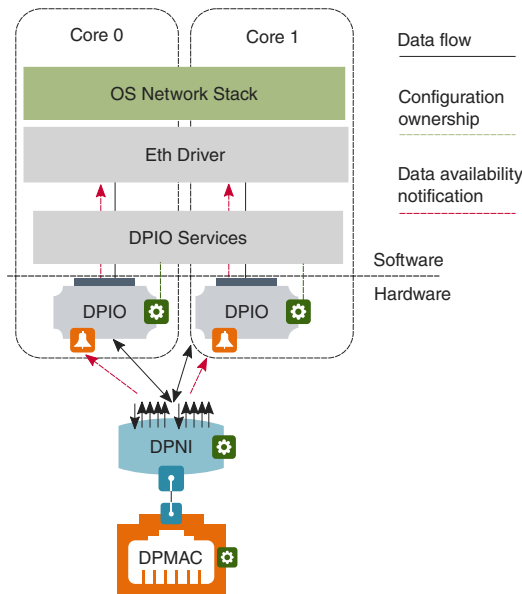 Core 0
Core 1
Data flow
OS Network Stack
Configuration
ownership
Eth Driver
Data availability
notification
DPIO Services
Software
Hardware
DPIO
DPIO
DPNI
DPMAC